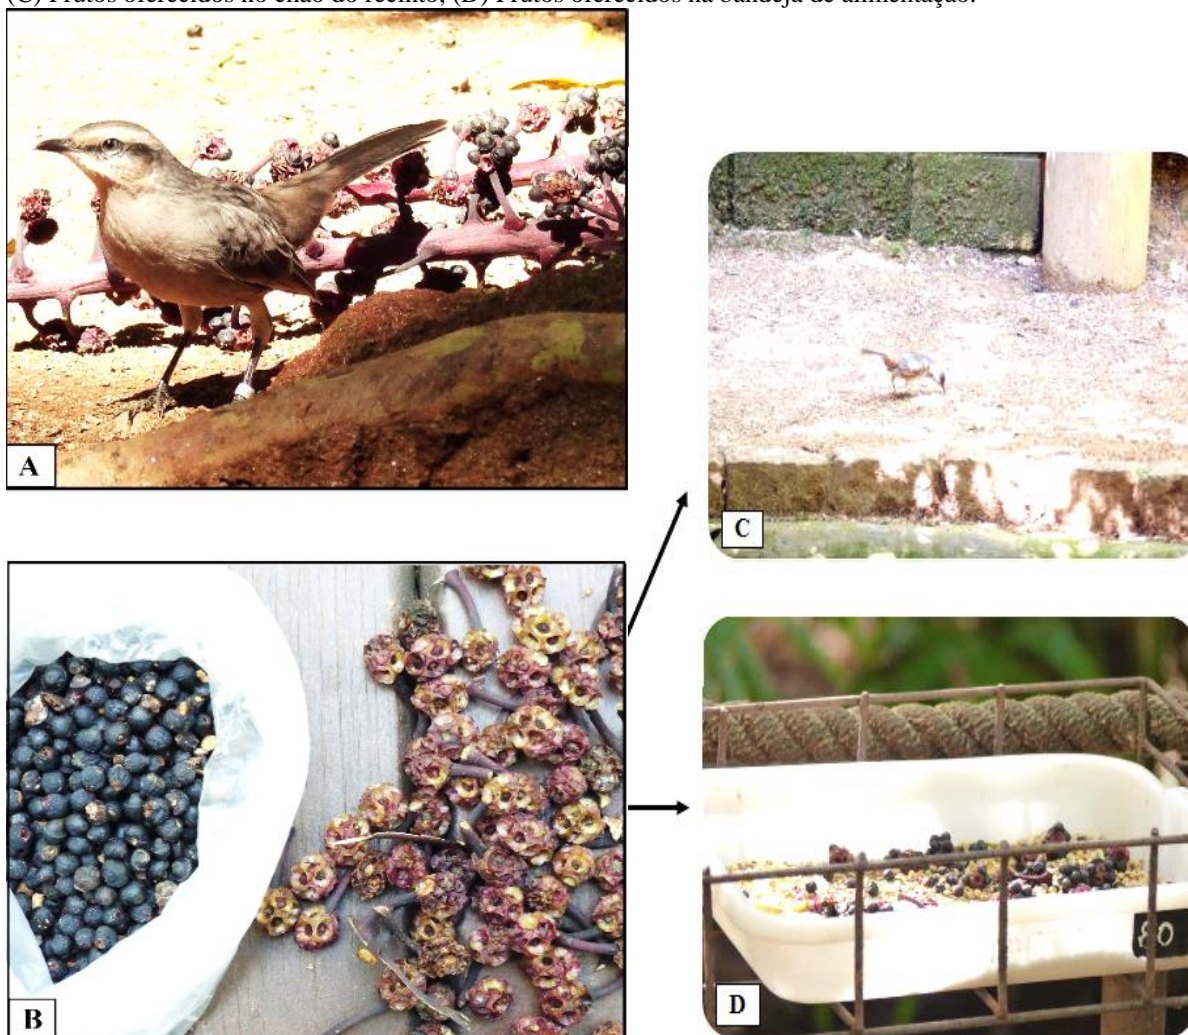 (C) Frutos oferecidos no chão do recinto; (D) Frutos oferecidos na bandeja de alimentação.
A
C
B
80
D